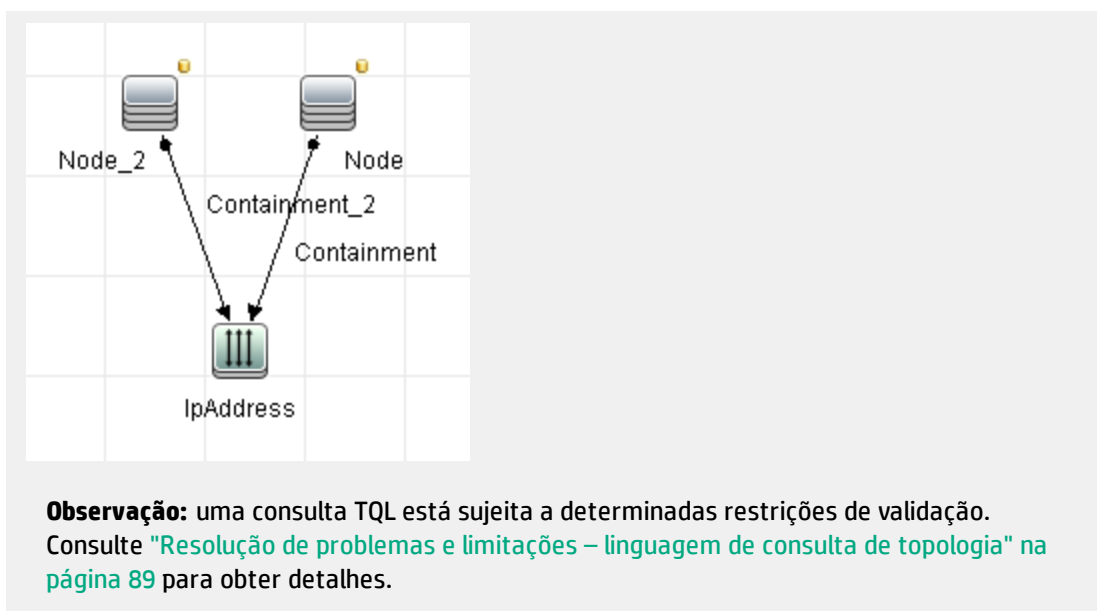 Node_2
Node
Containment_2
Containment
IpAddress
Observação: uma consulta TQL está sujeita a determinadas restrições de validação.
Consulte "Resolução de problemas e limitações – linguagem de consulta de topologia" na
página 89 para obter detalhes.